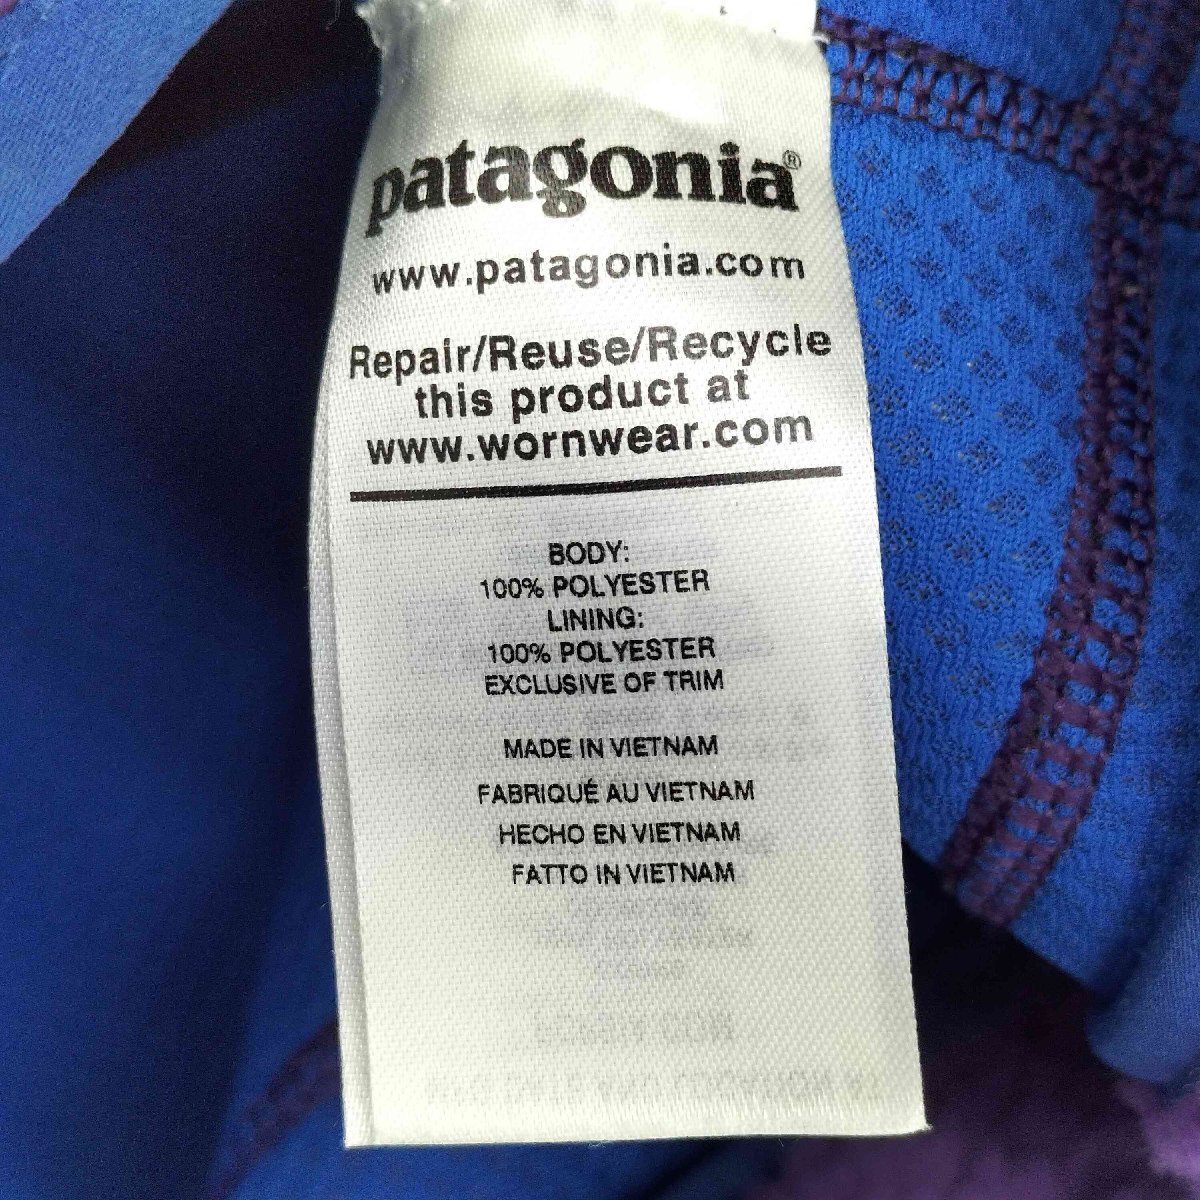 patagonia®
www.patagonia.com
Repair/Reuse/Recycle
this product at
www.wornwear.com
BODY:
100% POLYESTER
LINING:
100% POLYESTER
EXCLUSIVE OF TRIM
MADE IN VIETNAM
FABRIQUÉ AU VIETNAM
HECHO EN VIETNAM
FATTO IN VIETNAM